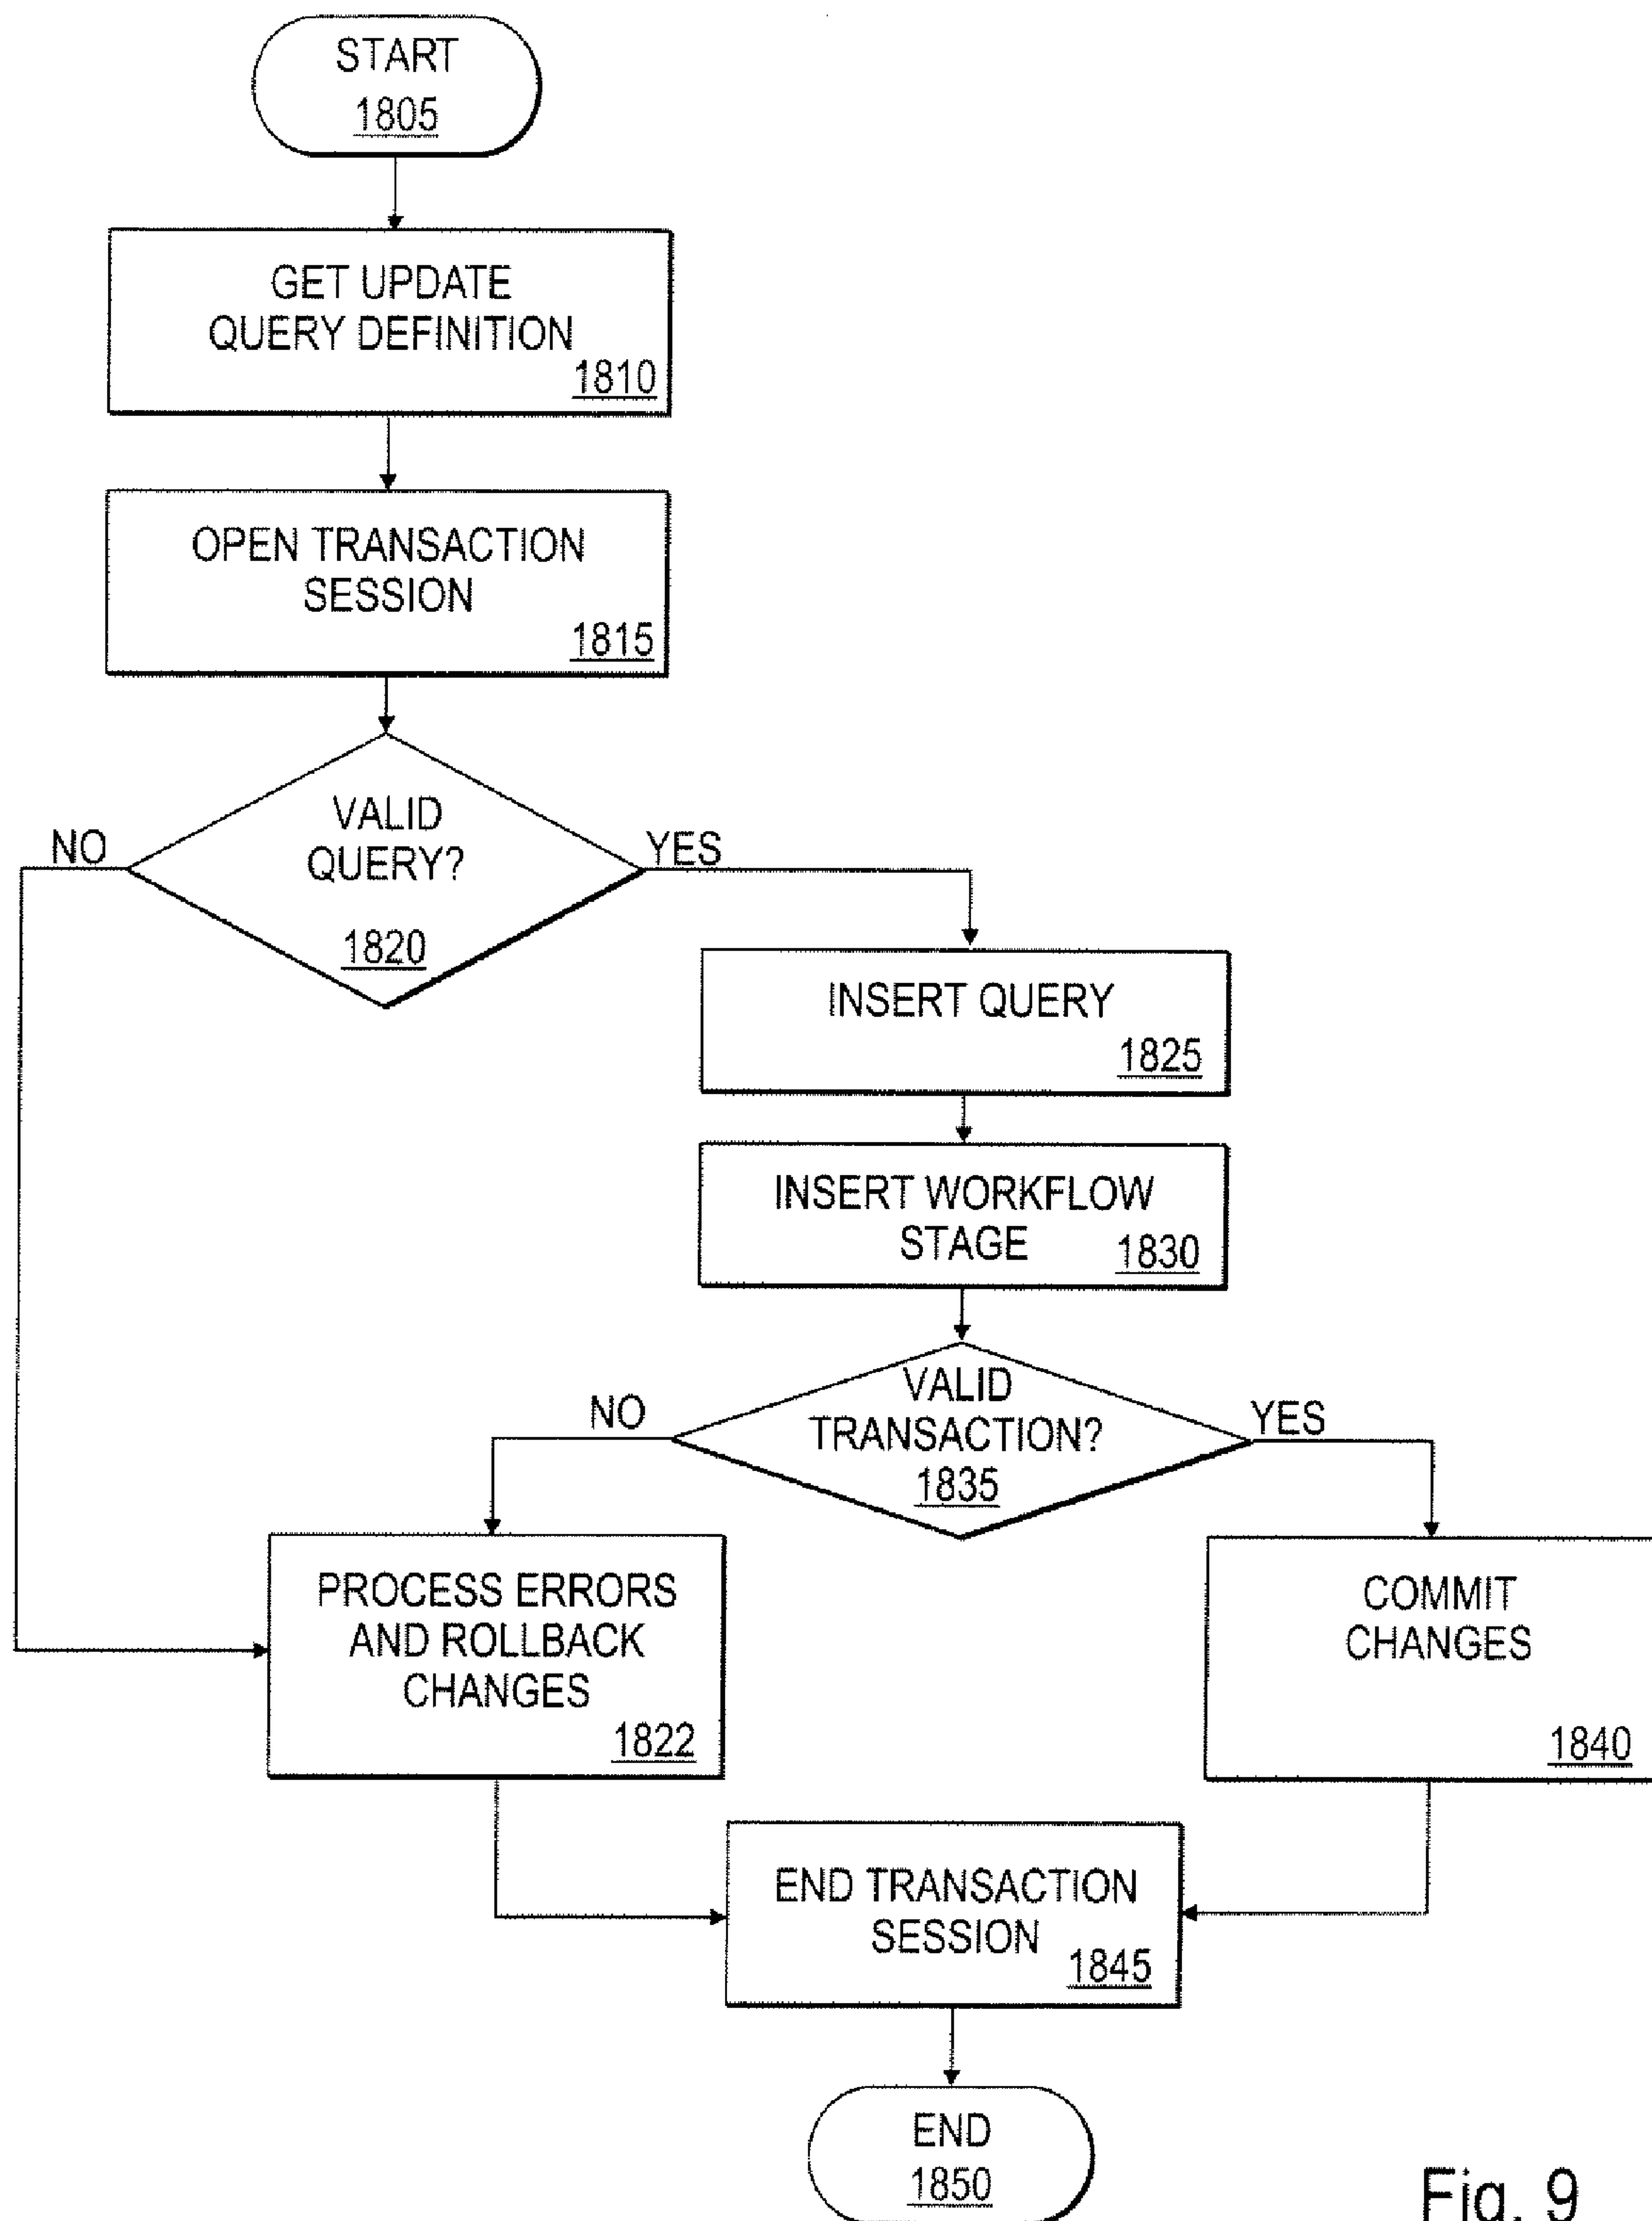 START
1805
GET UPDATE
QUERY DEFINITION
1810
OPEN TRANSACTION
SESSION
1815
VALID
QUERY?
1820
NO
YES
INSERT QUERY
1825
INSERT WORKFLOW
STAGE
1830
VALID
TRANSACTION?
1835
NO
YES
PROCESS ERRORS
AND ROLLBACK
CHANGES
1822
COMMIT
CHANGES
1840
END TRANSACTION
SESSION
1845
END
1850
Fig. 9